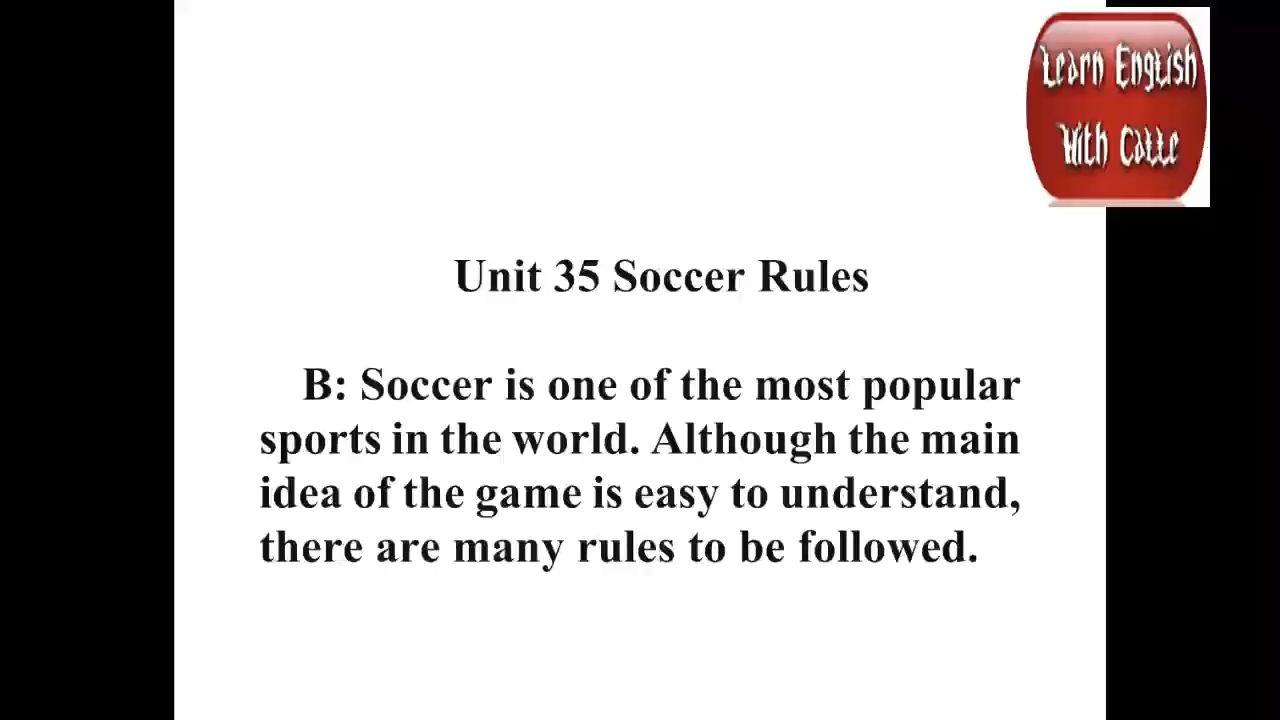 Learn English
With Catte
Unit 35 Soccer Rules
B: Soccer is one of the most popular
sports in the world. Although the main
idea of the game is easy to understand,
there are many rules to be followed.